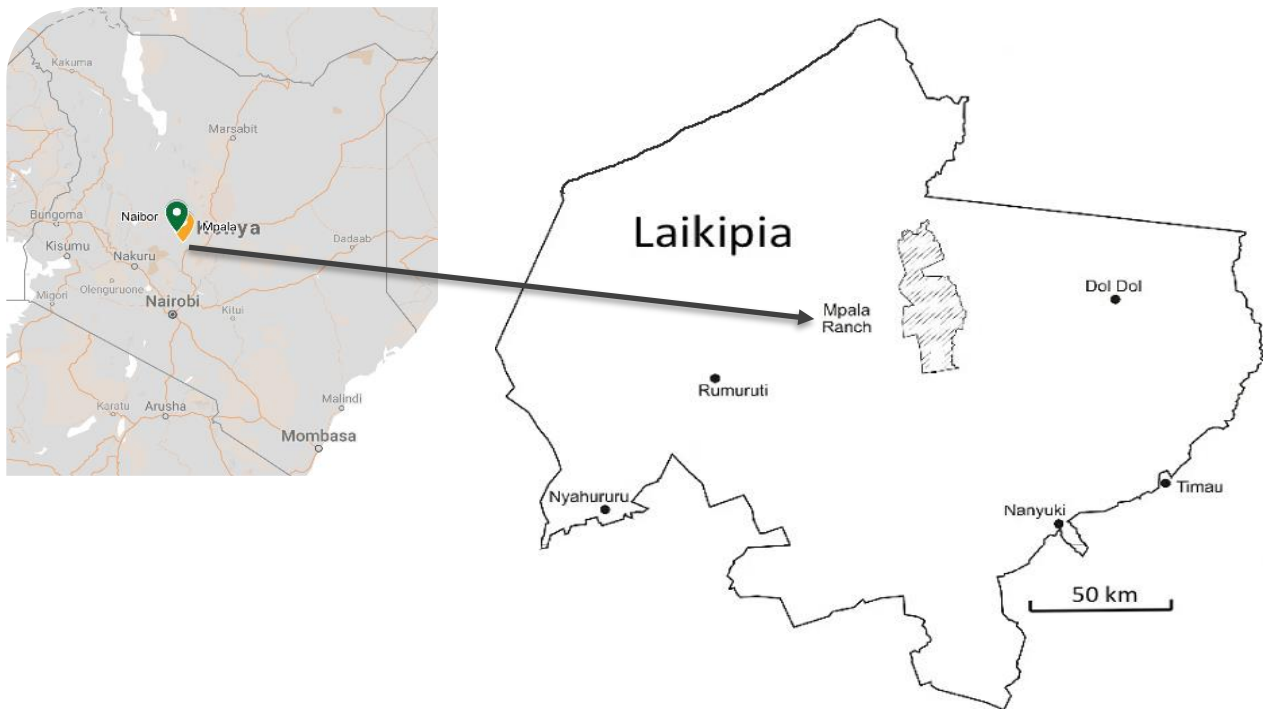 Kakuma
Marsabit
Naibor
Mpala
Kenya
Bungoma
Kisumu
Nakuru
Dadaab
Olenguruone
Migori
Nairobi
Kitui
Karatu
Arusha
Malindi
Mombasa
Laikipia
Dol Dol
Mpala
Ranch
Rumuruti
Nyahururu
Timau
Nanyuki
50 km